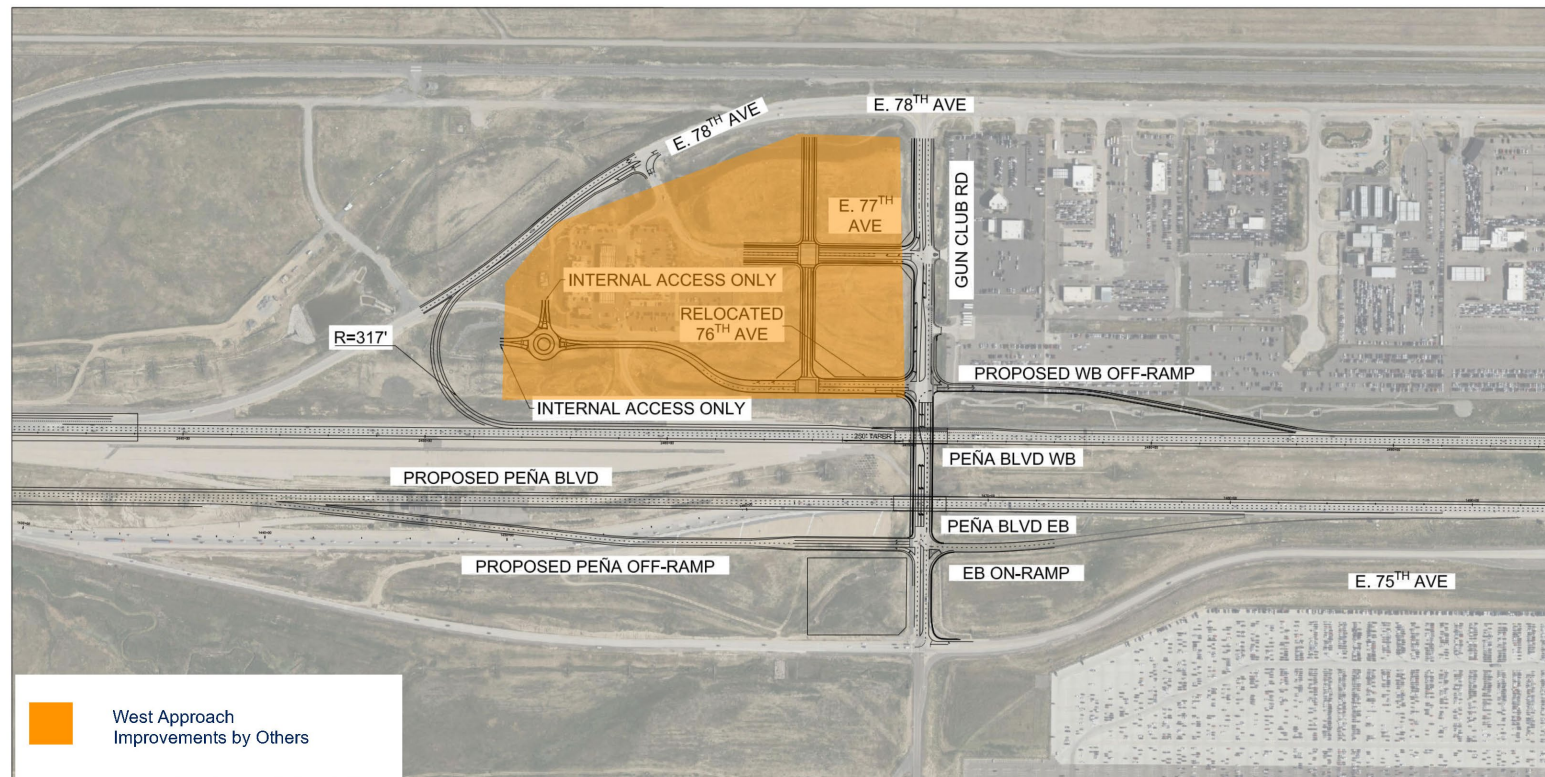 E. 78TH AVE
E. 78TH AVE
GUN CLUB RD
E. 77TH
AVE
INTERNAL ACCESS ONLY
RELOCATED
76TH AVE
R=317'
PROPOSED WB OFF-RAMP
INTERNAL ACCESS ONLY
250' TAPER
PEÑA BLVD WB
PROPOSED PEÑA BLVD
PEÑA BLVD EB
PROPOSED PEÑA OFF-RAMP
EB ON-RAMP
E. 75TH AVE
West Approach
Improvements by Others